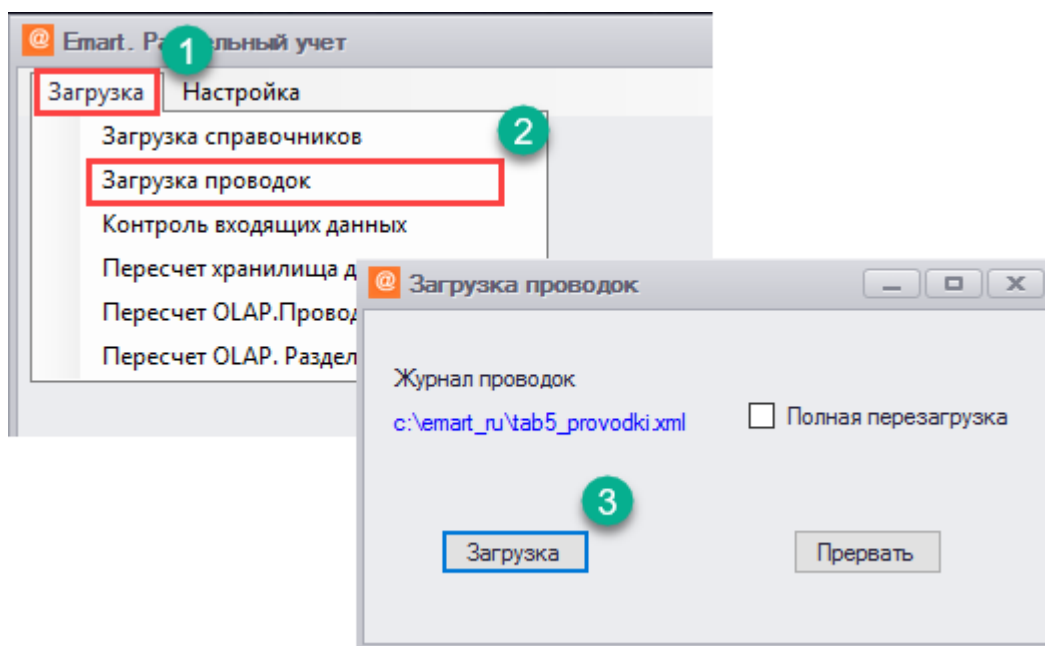 Emart. Р льный учет
1
Загрузка Настройка
Загрузка справочников
2
Загрузка проводок
Контроль входящих данных
Пересчет хранилища д
Пересчет OLAP.Провод
Пересчет OLAP. Раздел
Загрузка проводок
Журнал проводок
c:\emart_ru\tab5_provodki.xml Полная перезагрузка
3
Загрузка Прервать